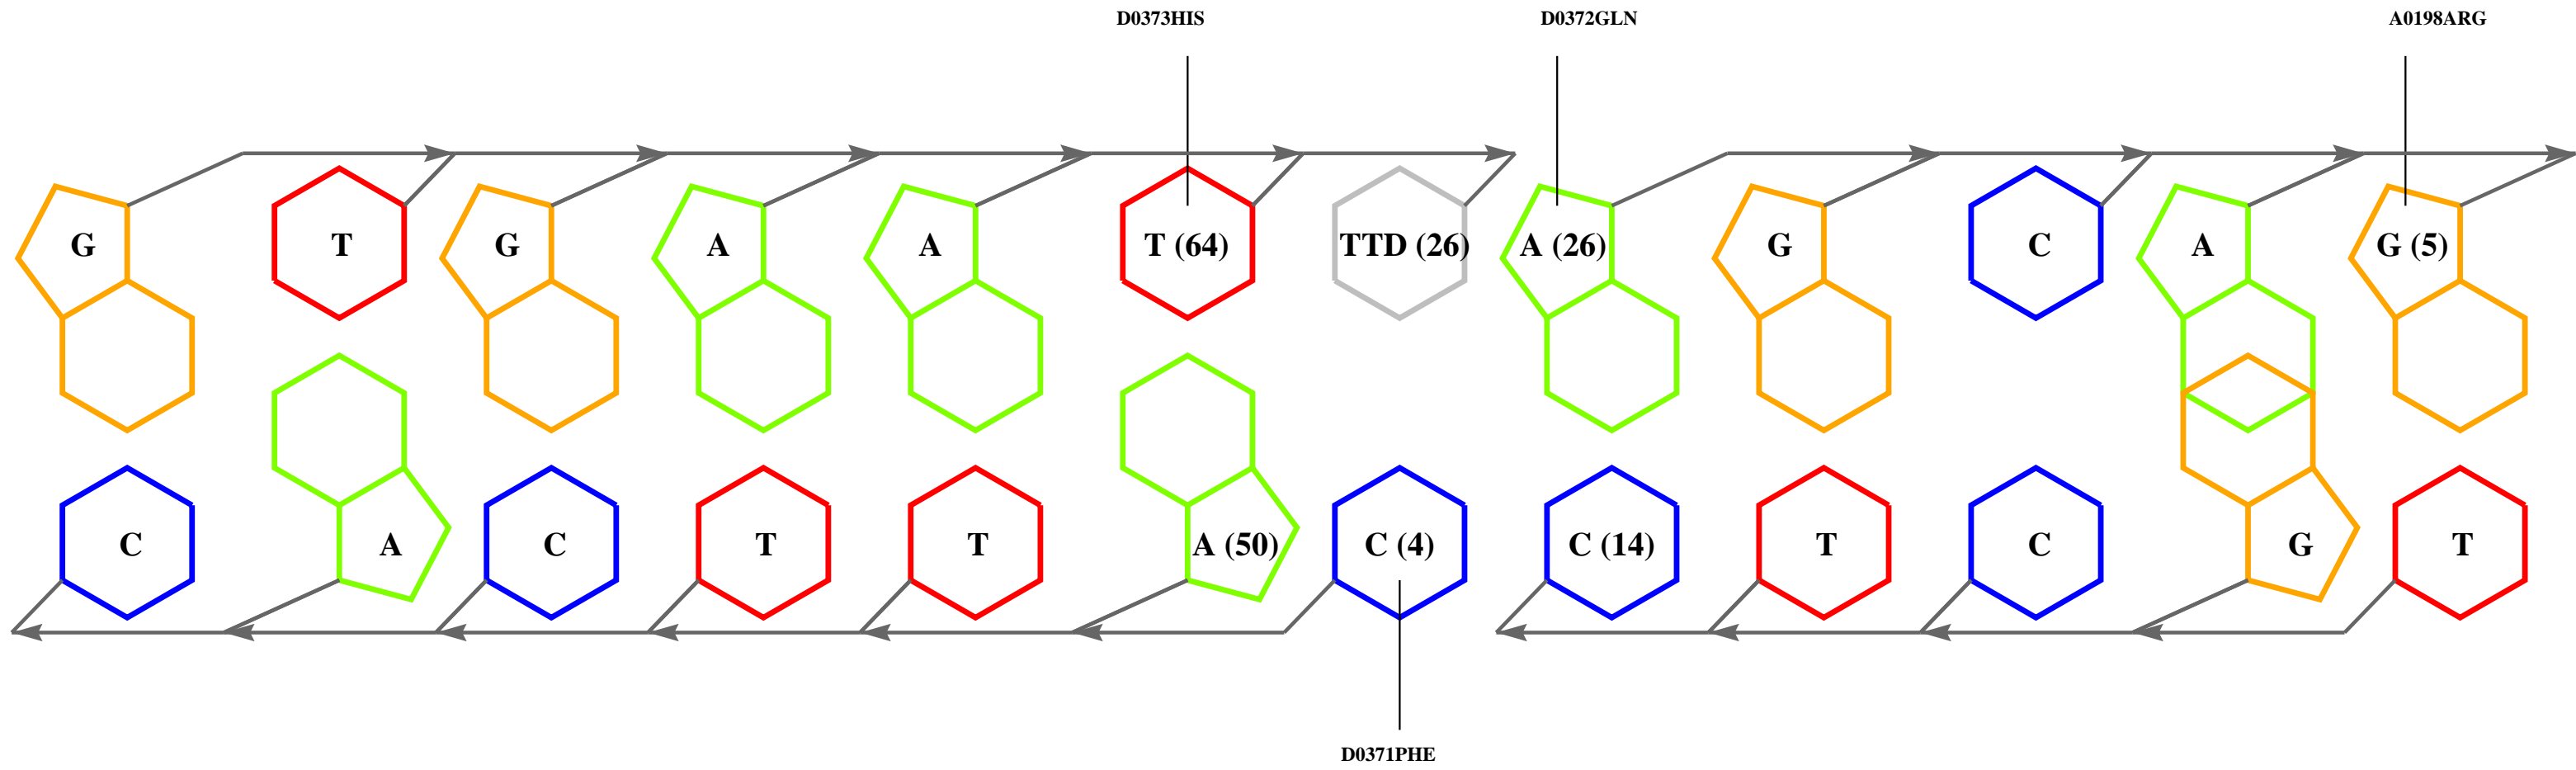 D0373HIS D0372GLN A0198ARG
G T G A A T (64) TTD (26) A (26) G C A G (5)
C A C T T A (50) C (4) C (14) T C G T
D0371PHE